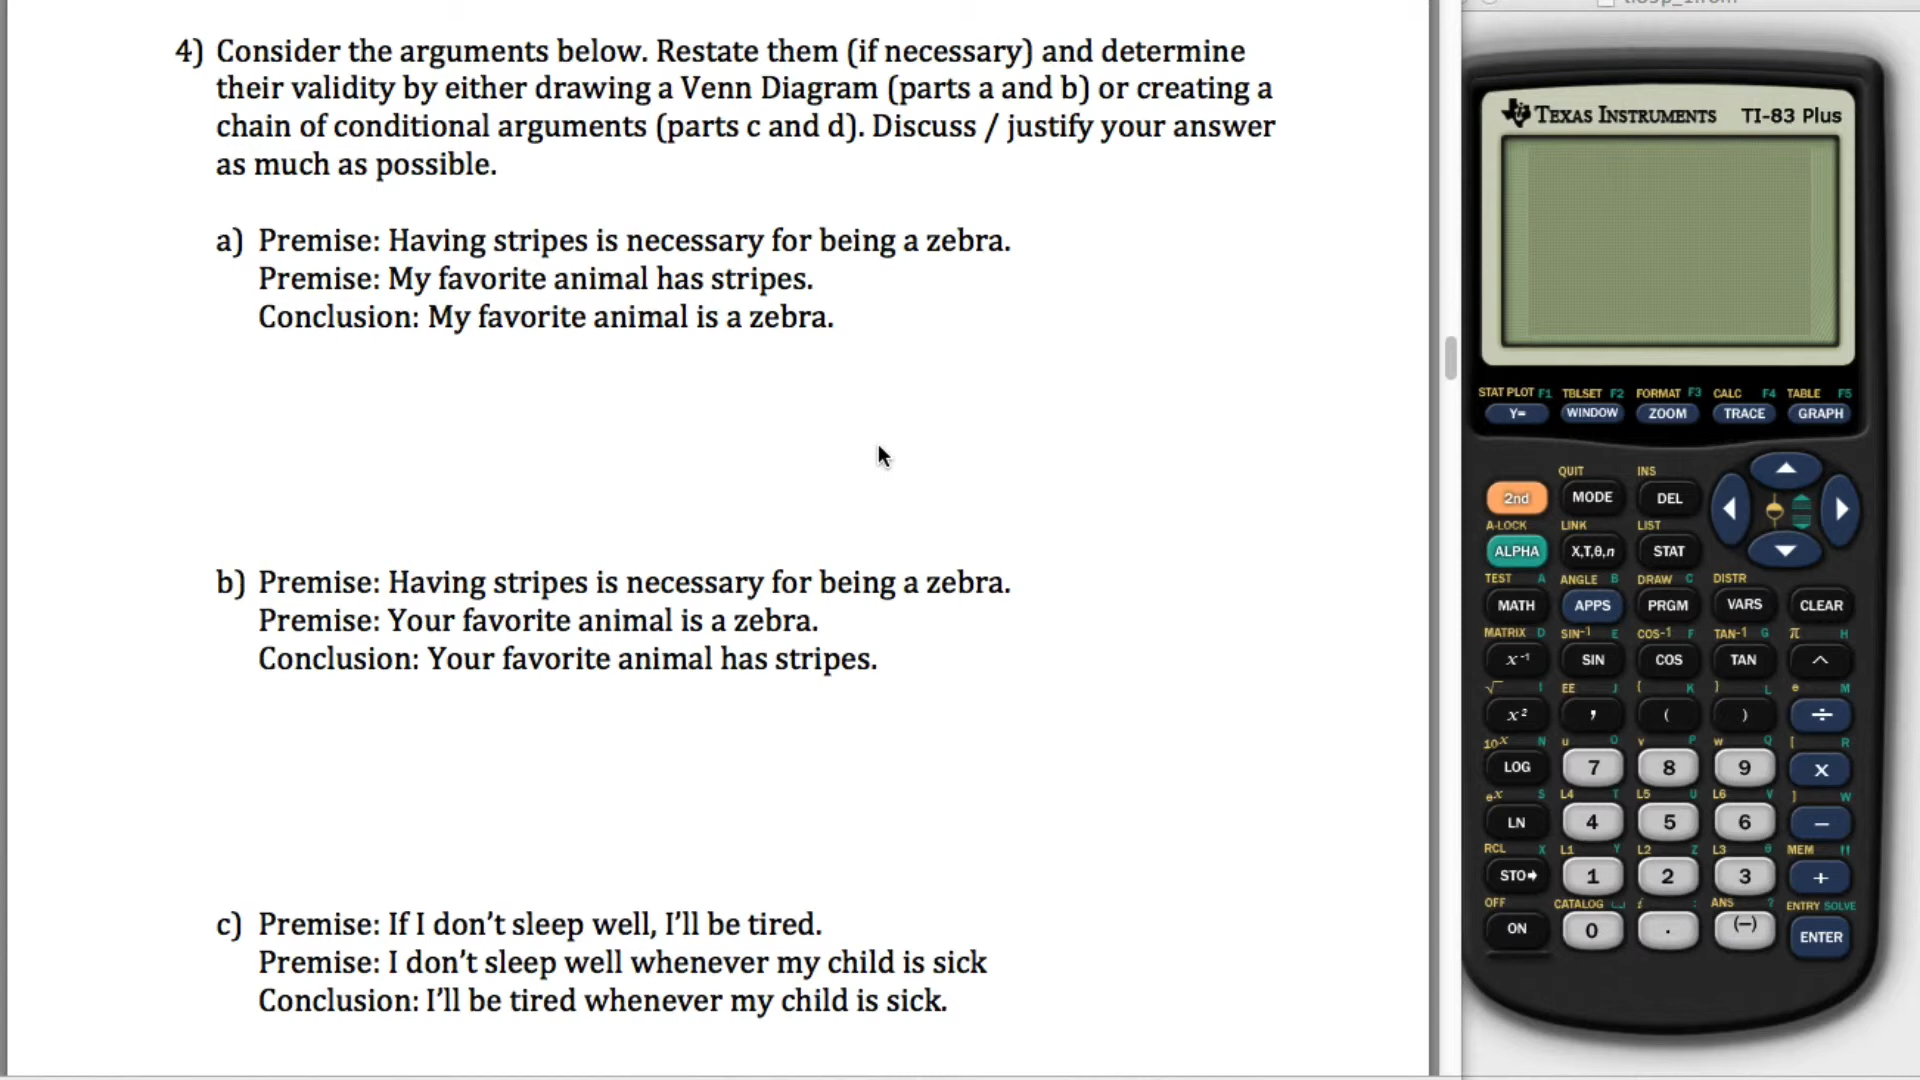 4) Consider the arguments below. Restate them (if necessary) and determine
their validity by either drawing a Venn Diagram (parts a and b) or creating a
chain of conditional arguments (parts c and d). Discuss / justify your answer
as much as possible.
a) Premise: Having stripes is necessary for being a zebra.
Premise: My favorite animal has stripes.
Conclusion: My favorite animal is a zebra.
b) Premise: Having stripes is necessary for being a zebra.
Premise: Your favorite animal is a zebra.
Conclusion: Your favorite animal has stripes.
c) Premise: If I don't sleep well, I'll be tired.
Premise: I don't sleep well whenever my child is sick
Conclusion: I'll be tired whenever my child is sick.
TEXAS INSTRUMENTS TI-83 Plus
STAT PLOT F1 TBLSET F2 FORMAT F3 CALC F4 TABLE F5
Y= WINDOW ZOOM TRACE GRAPH
QUIT INS
2nd MODE DEL
A-LOCK LINK LIST
ALPHA X,T,θ,n STAT
TEST A ANGLE B DRAW C DISTR
MATH APPS PRGM VARS CLEAR
MATRIX D SIN-1 E COS-1 F TAN-1 G π H
x-1 SIN COS TAN ^
√ I EE J { K } L e M
x² , ( ) ÷
10x N u O v P w Q [ R
LOG 7 8 9 x
ex S L4 T L5 U L6 V ] W
LN 4 5 6 −
RCL X L1 Y L2 Z L3 θ MEM "
STO➔ 1 2 3 +
OFF CATALOG i : ANS ? ENTRY SOLVE
ON 0 . (−) ENTER